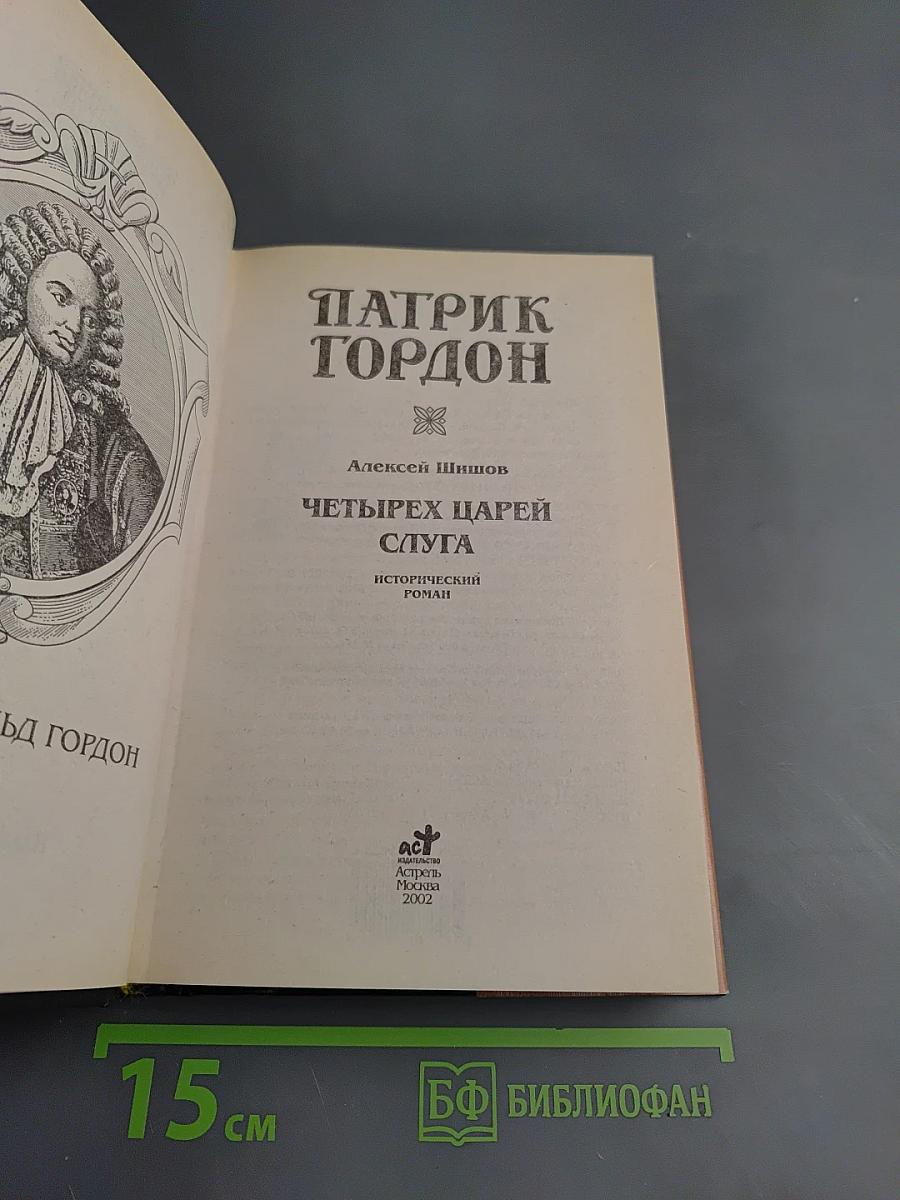 ГОРДОН
ПАТРИК
ГОРДОН
Алексей Шишов
ЧЕТЫРЕХ ЦАРЕЙ
СЛУГА
ИСТОРИЧЕСКИЙ
РОМАН
аст
ИЗДАТЕЛЬСТВО
Астрель
Москва
2002
15 см
БФ БИБЛИОФАН